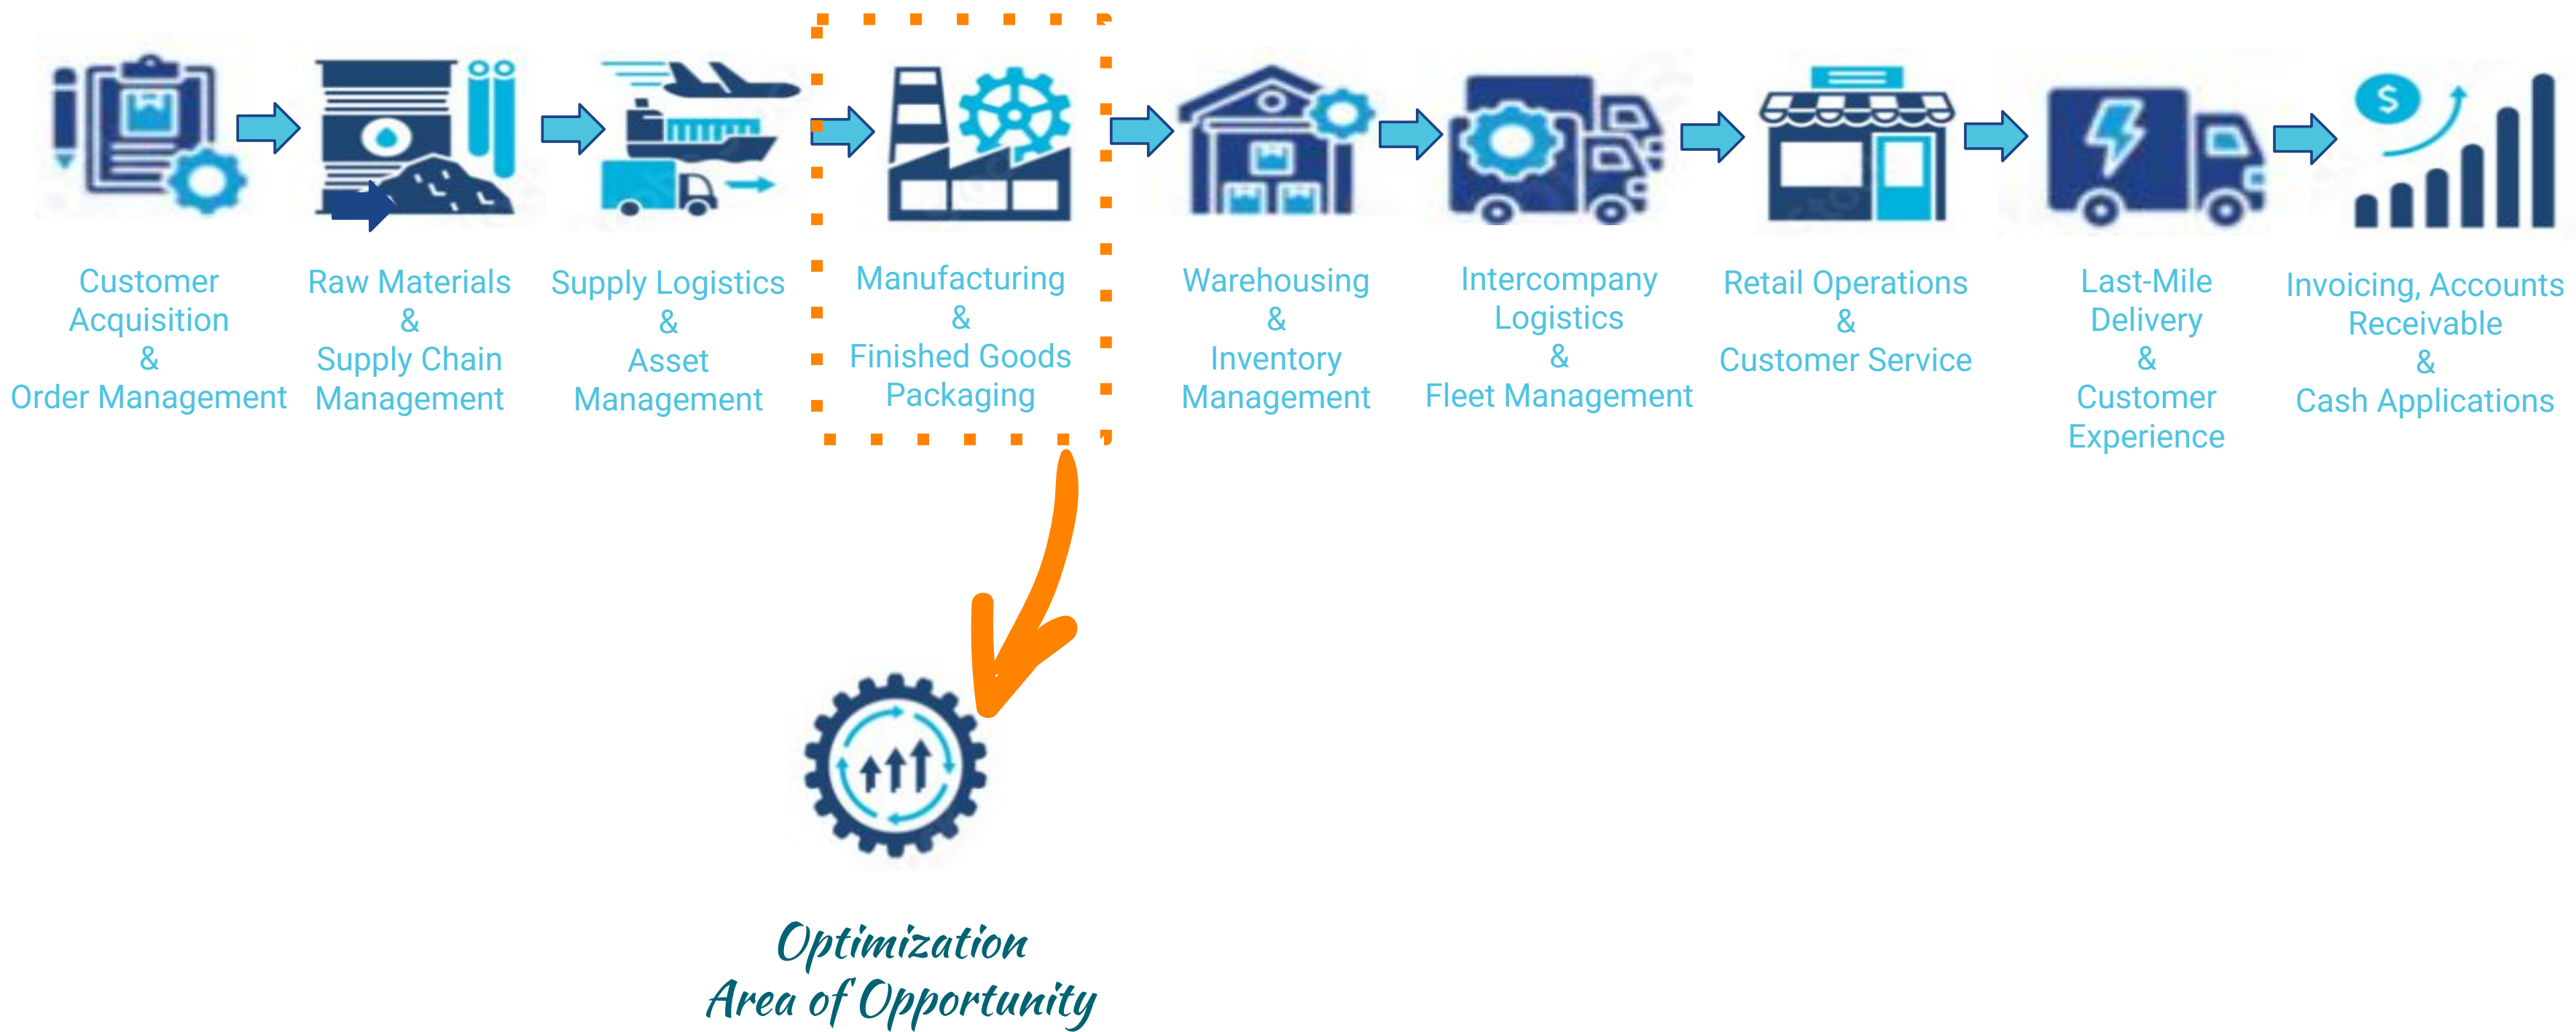 Customer
Acquisition
&
Order Management
Raw Materials
&
Supply Chain
Management
Supply Logistics
&
Asset
Management
Manufacturing
&
Finished Goods
Packaging
Warehousing
&
Inventory
Management
Intercompany
Logistics
&
Fleet Management
Retail Operations
&
Customer Service
Last-Mile
Delivery
&
Customer
Experience
$
Invoicing, Accounts
Receivable
&
Cash Applications
Optimization
Area of Opportunity